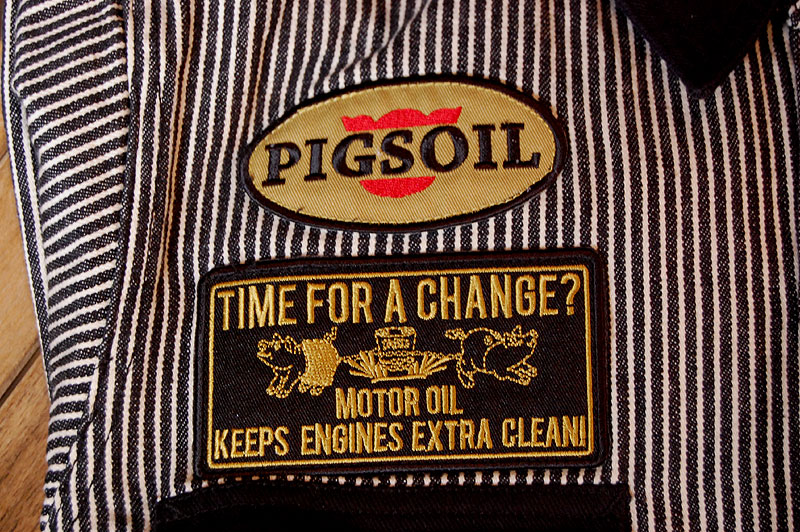 PIGSOIL
TIME FOR A CHANGE?
MOTOR OIL
KEEPS ENGINES EXTRA CLEAN!